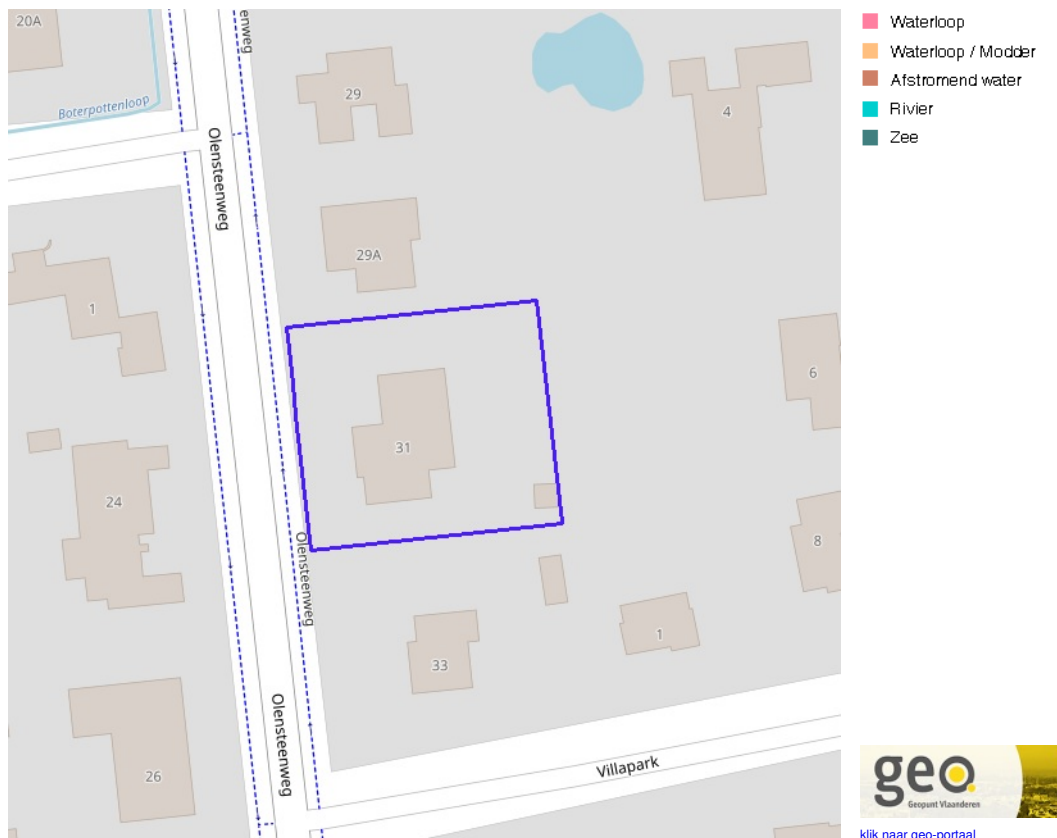 20A
enweg
Boterpottenloop
Olensteenweg
29
4
29A
1
6
31
24
8
Olensteenweg
33
1
Olensteenweg
26
Villapark
Waterloop
Waterloop / Modder
Afstromend water
Rivier
Zee
geo
Geopunt Vlaanderen
klik naar geo-portaal